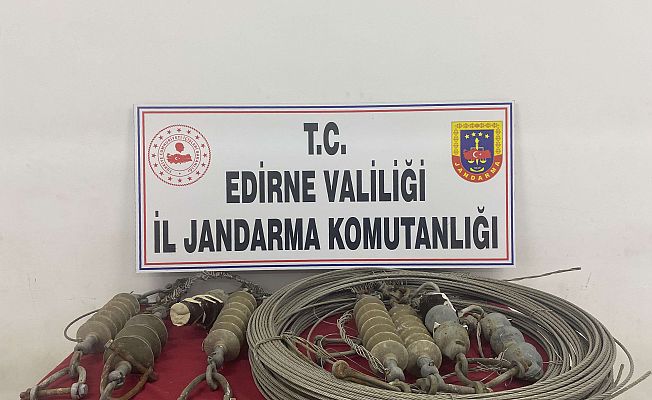 T.C.
EDİRNE VALİLİĞİ
İL JANDARMA KOMUTANLIĞI
JANDARMA